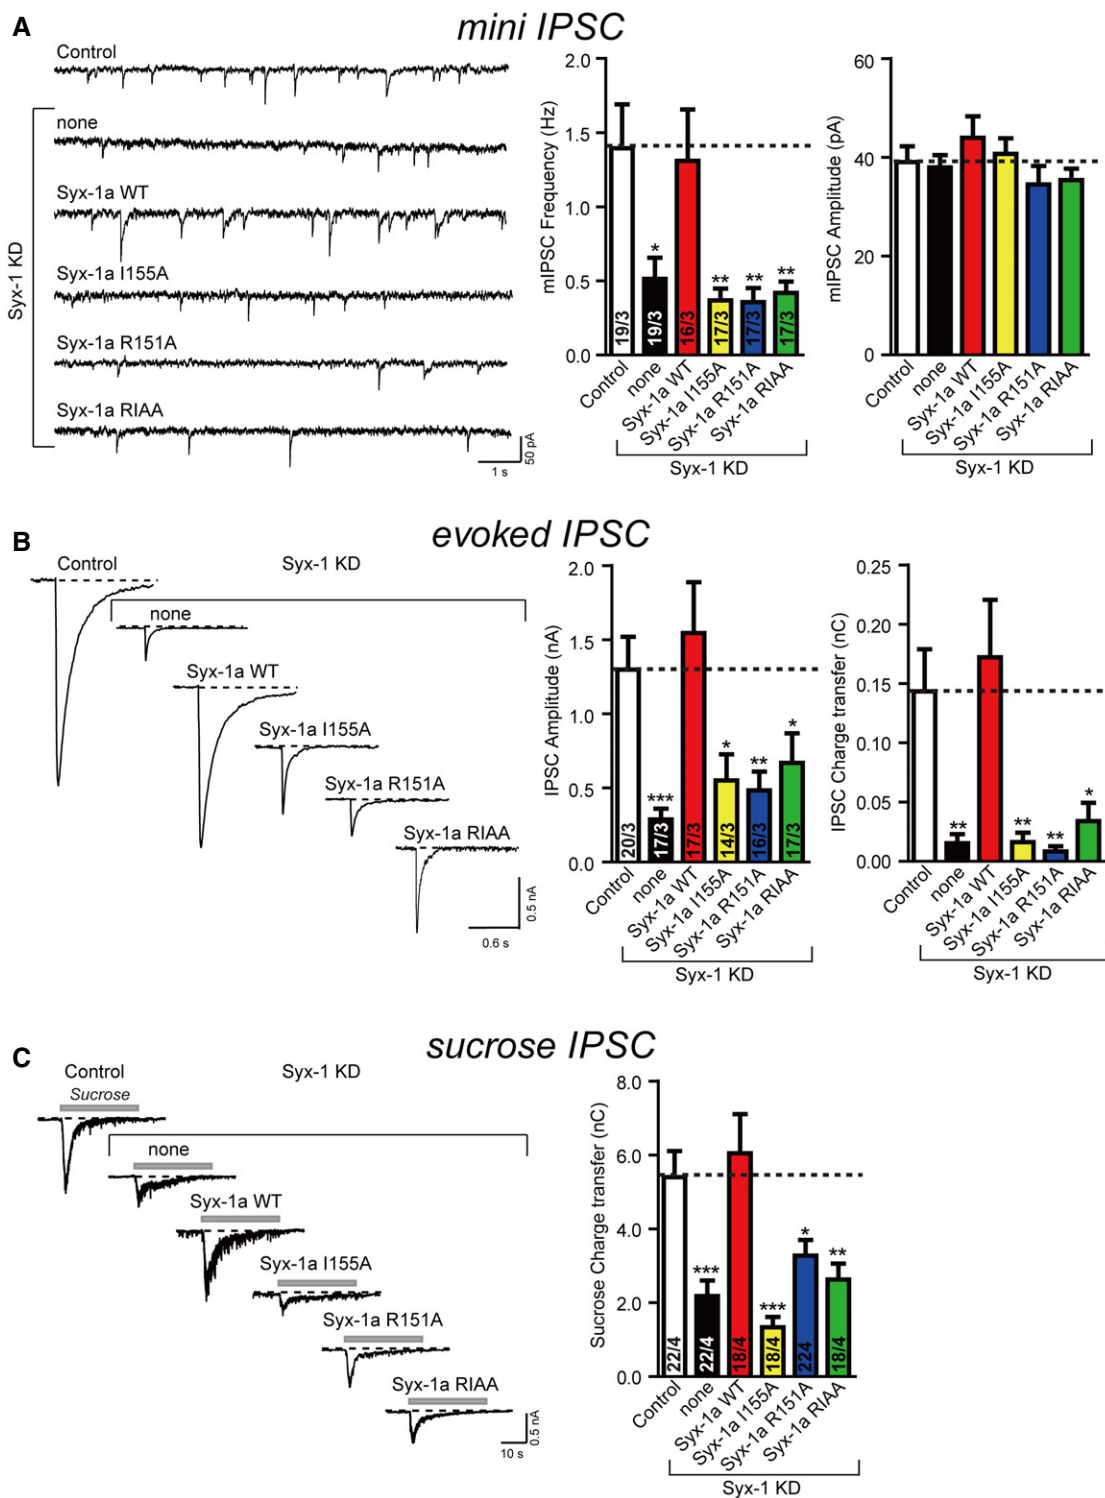 A
mini IPSC
Control
none
Syx-1a WT
Syx-1a I155A
Syx-1a R151A
Syx-1a RIAA
Syx-1 KD
1 s
50 pA
mIPSC Frequency (Hz)
2.0
1.5
1.0
0.5
0.0
*
**
**
**
19/3
19/3
16/3
17/3
17/3
17/3
Control
none
Syx-1a WT
Syx-1a I155A
Syx-1a R151A
Syx-1a RIAA
Syx-1 KD
mIPSC Amplitude (pA)
60
40
20
0
Control
none
Syx-1a WT
Syx-1a I155A
Syx-1a R151A
Syx-1a RIAA
Syx-1 KD
B
evoked IPSC
Control
Syx-1 KD
none
Syx-1a WT
Syx-1a I155A
Syx-1a R151A
Syx-1a RIAA
0.5 nA
0.6 s
IPSC Amplitude (nA)
2.0
1.5
1.0
0.5
0.0
***
*
**
*
20/3
17/3
17/3
14/3
16/3
17/3
Control
none
Syx-1a WT
Syx-1a I155A
Syx-1a R151A
Syx-1a RIAA
Syx-1 KD
IPSC Charge transfer (nC)
0.25
0.20
0.15
0.10
0.05
0.00
**
**
**
*
Control
none
Syx-1a WT
Syx-1a I155A
Syx-1a R151A
Syx-1a RIAA
Syx-1 KD
C
sucrose IPSC
Control
Syx-1 KD
Sucrose
none
Syx-1a WT
Syx-1a I155A
Syx-1a R151A
Syx-1a RIAA
0.5 nA
10 s
Sucrose Charge transfer (nC)
8.0
6.0
4.0
2.0
0.0
***
***
*
**
22/4
22/4
18/4
18/4
224
18/4
Control
none
Syx-1a WT
Syx-1a I155A
Syx-1a R151A
Syx-1a RIAA
Syx-1 KD